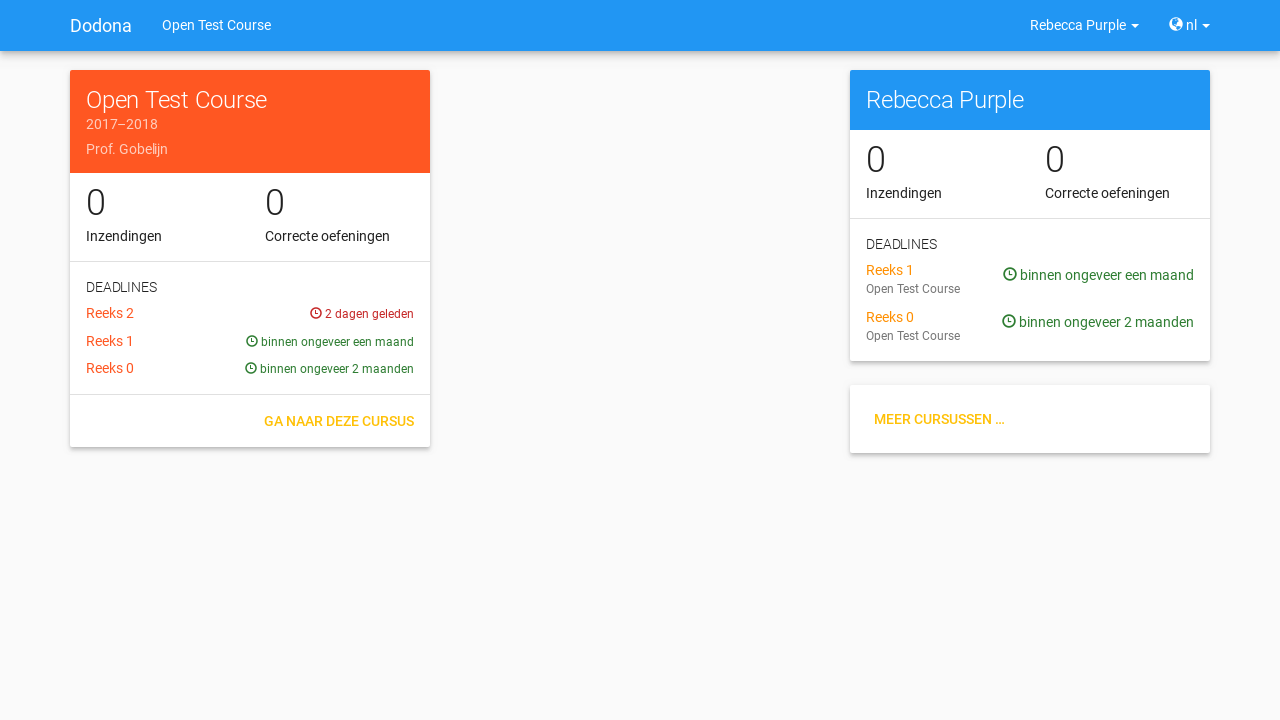 Dodona
Open Test Course
Rebecca Purple
nl
Open Test Course
2017–2018
Prof. Gobelijn
0
Inzendingen
0
Correcte oefeningen
DEADLINES
Reeks 2
2 dagen geleden
Reeks 1
binnen ongeveer een maand
Reeks 0
binnen ongeveer 2 maanden
GA NAAR DEZE CURSUS
Rebecca Purple
0
Inzendingen
0
Correcte oefeningen
DEADLINES
Reeks 1
Open Test Course
binnen ongeveer een maand
Reeks 0
Open Test Course
binnen ongeveer 2 maanden
MEER CURSUSSEN ...